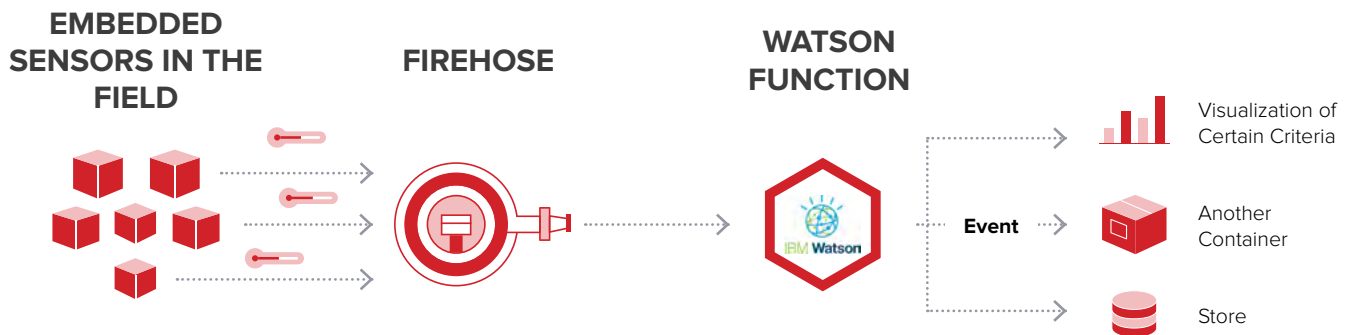 EMBEDDED
SENSORS IN THE
FIELD
FIREHOSE
WATSON
FUNCTION
IBM Watson
Event
Visualization of
Certain Criteria
Another
Container
Store